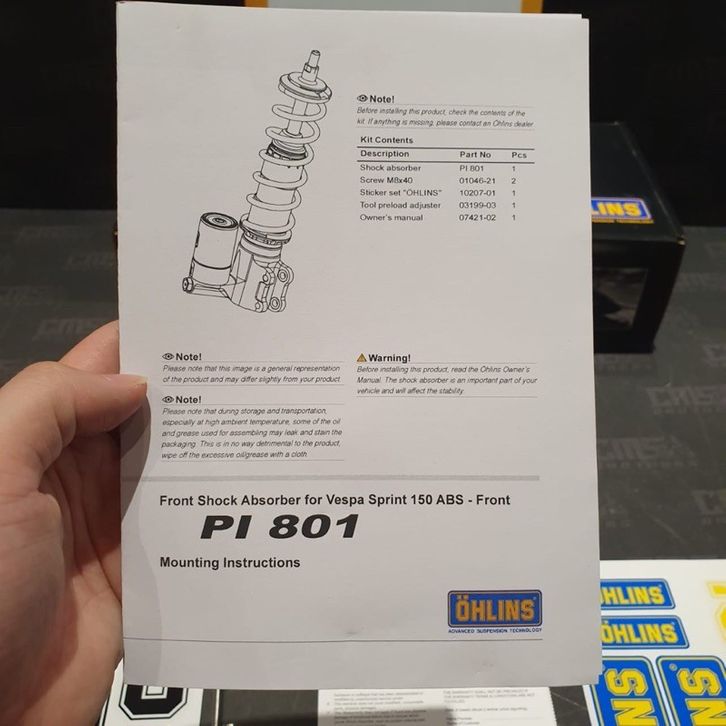 Note!
Before installing this product, check the contents of the
kit. If anything is missing, please contact an Öhlins dealer
Kit Contents
Description Part No Pcs
Shock absorber PI 801 1
Screw M8x40 01046-21 2
Sticker set "ÖHLINS" 10207-01 1
Tool preload adjuster 03199-03 1
Owner's manual 07421-02 1
Note!
Please note that this image is a general representation
of the product and may differ slightly from your product.
Note!
Please note that during storage and transportation,
especially at high ambient temperature, some of the oil
and grease used for assembling may leak and stain the
packaging. This is in no way detrimental to the product,
wipe off the excessive oil/grease with a cloth.
Warning!
Before installing this product, read the Öhlins Owner's
Manual. The shock absorber is an important part of your
vehicle and will affect the stability.
Front Shock Absorber for Vespa Sprint 150 ABS - Front
PI 801
Mounting Instructions
ÖHLINS
ADVANCED SUSPENSION TECHNOLOGY
LINS
HLINS
ÖHLINS